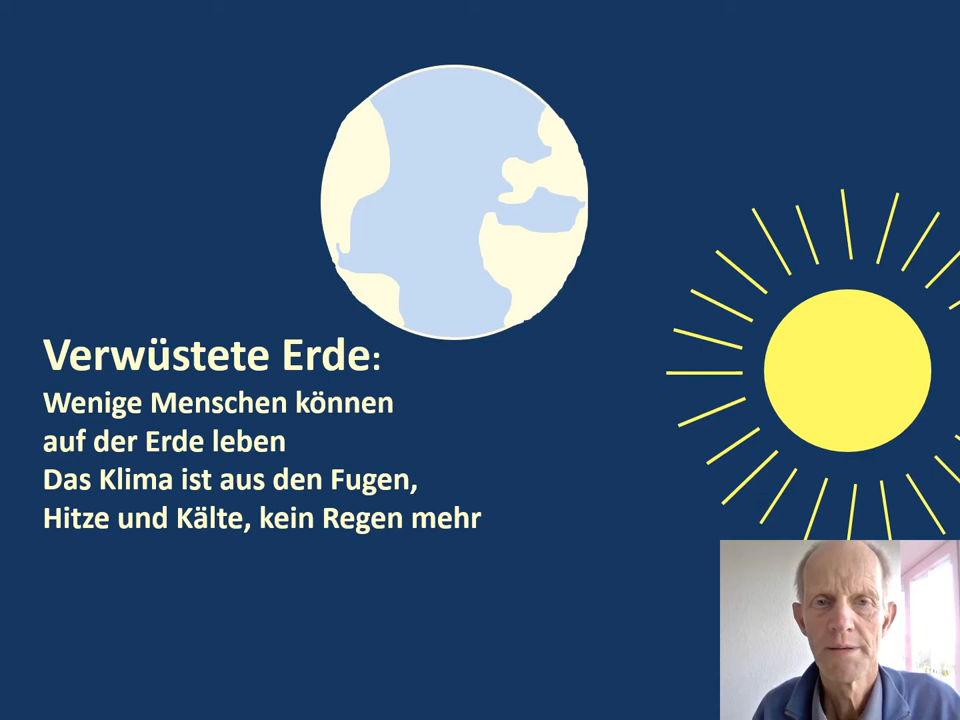 Verwüstete Erde:
Wenige Menschen können
auf der Erde leben
Das Klima ist aus den Fugen,
Hitze und Kälte, kein Regen mehr